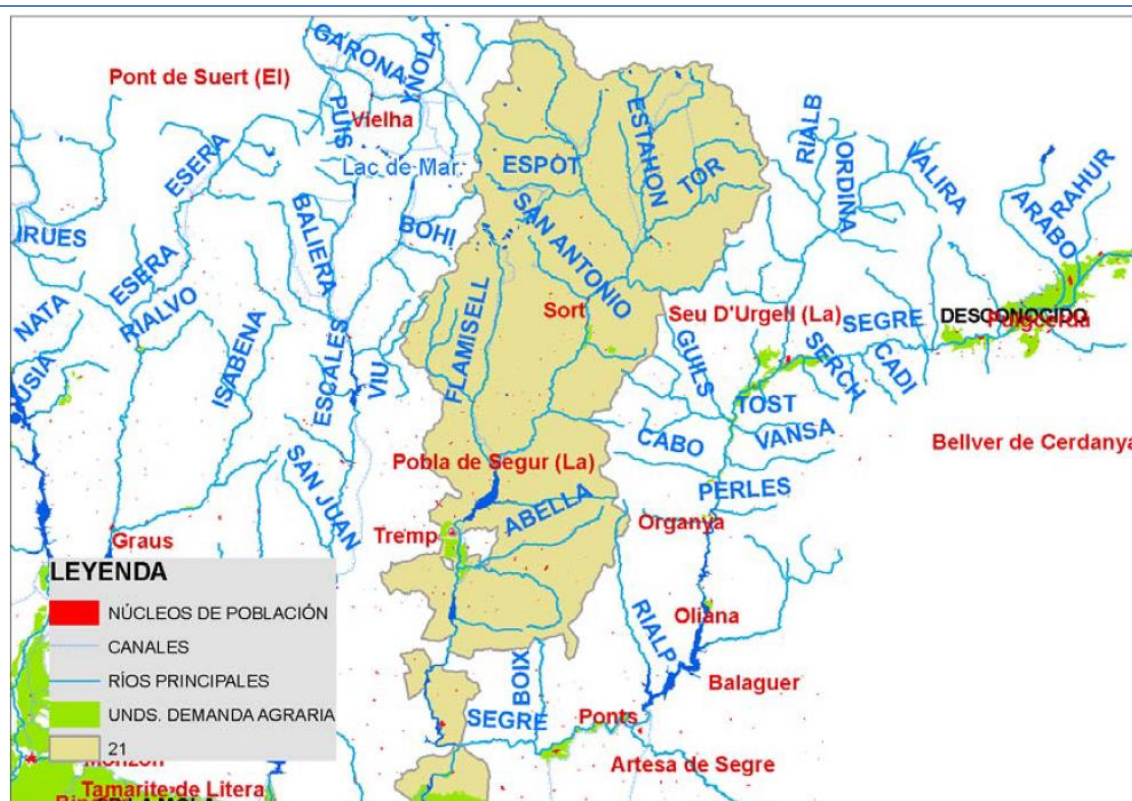 GARONA
YNOLA
Pont de Suert (El)
PUIS
Vielha
ESERA
Lac de Mar
ESPOT
ESTAHON
TOR
RIALB
ORDINA
VALIRA
RAHUR
ARABO
IRUES
BALIERA
BOHI
SAN ANTONIO
ESERA
NATA
RIALVO
ISABENA
ESCALES
VIU
FLAMISELL
Sort
Seu D'Urgell (La)
SEGRE
DESCONOCIDO
Puigcerda
USIA
GUILS
SERCH
CADI
TOST
CABO
VANSA
Bellver de Cerdanya
SAN JUAN
Pobla de Segur (La)
PERLES
ABELLA
Organya
Tremp
Graus
LEYENDA
NÚCLEOS DE POBLACIÓN
CANALES
RÍOS PRINCIPALES
UNDS. DEMANDA AGRARIA
21
RIALP
Oliana
BOIX
Balaguer
SEGRE
Ponts
Artesa de Segre
Monzón
Tamarite de Litera